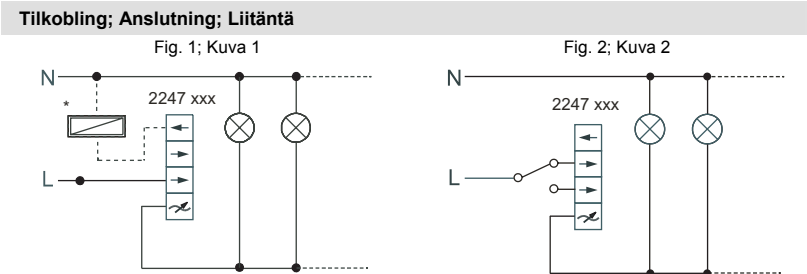 Tilkobling; Anslutning; Liitäntä
Fig. 1; Kuva 1
N
*
2247 xxx
L
Fig. 2; Kuva 2
N
2247 xxx
L